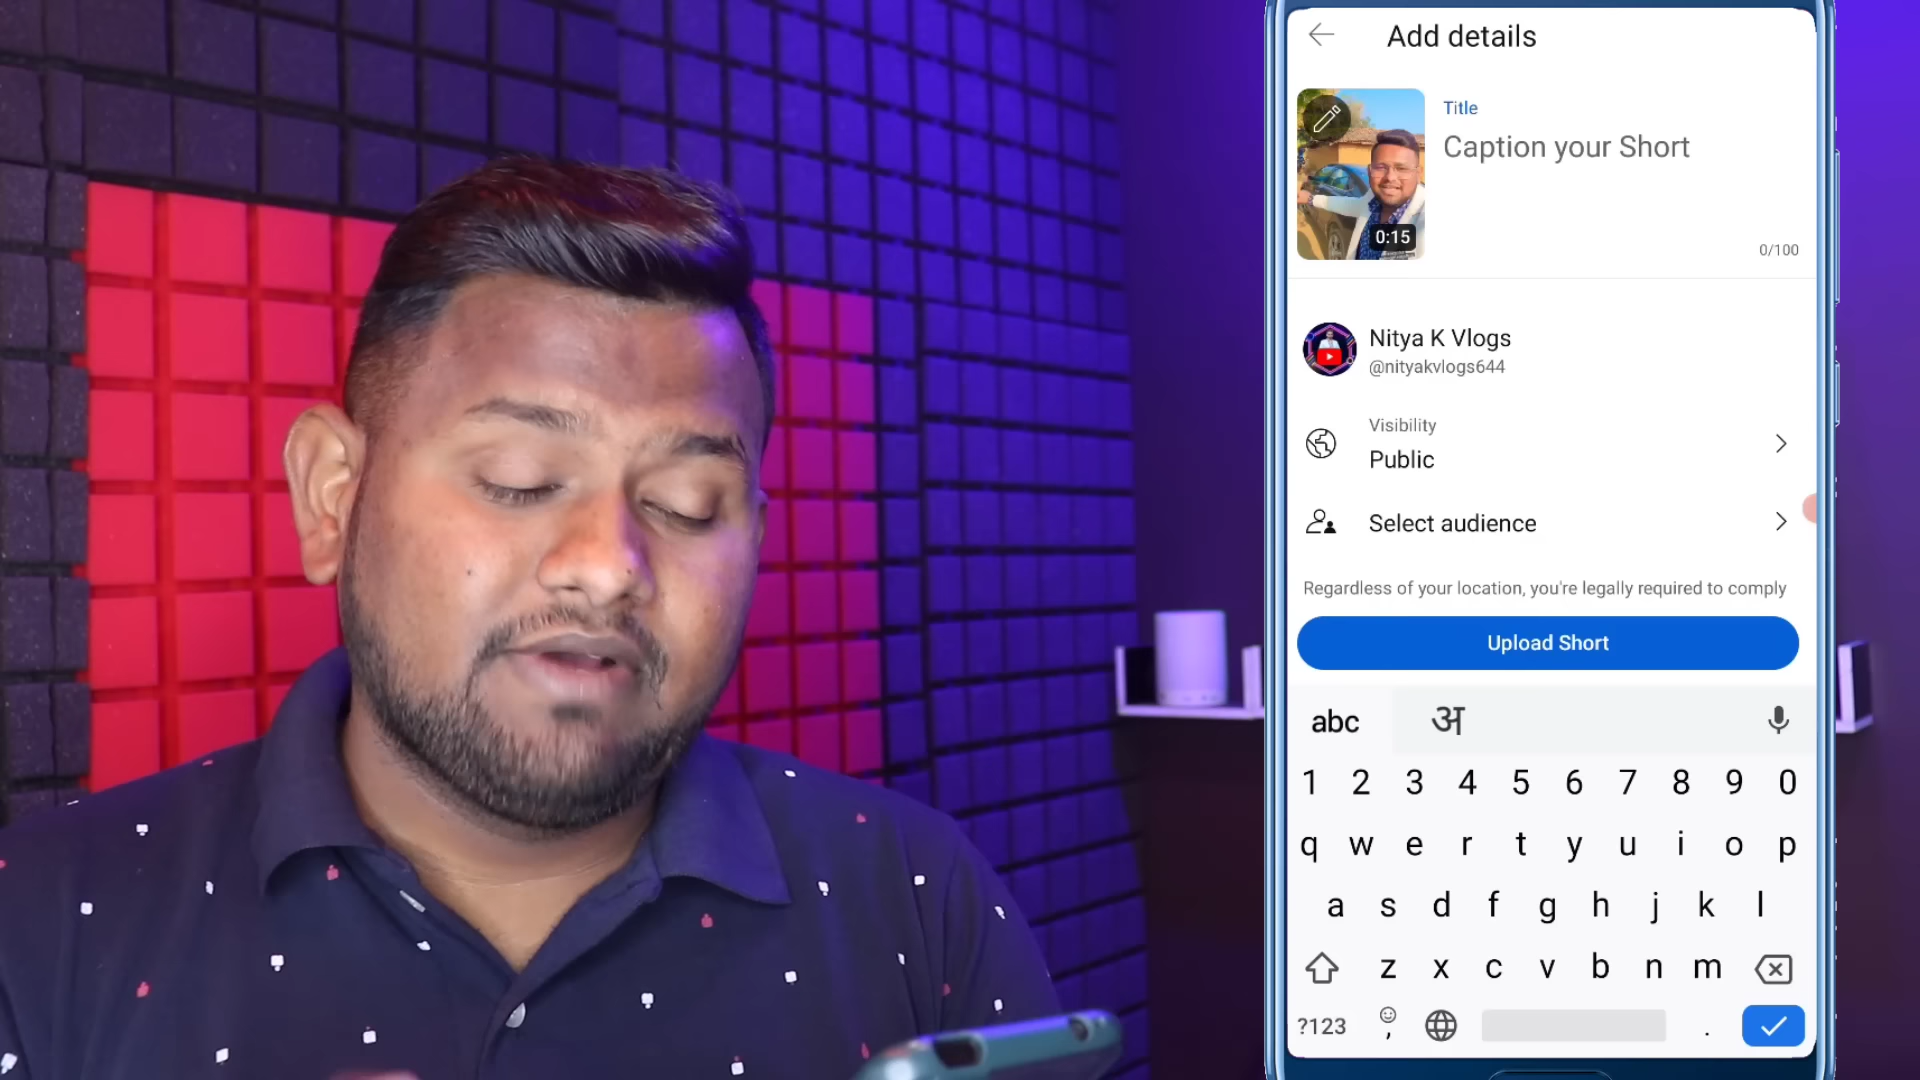 Add details
Title
Caption your Short
0:15
0/100
Nitya K Vlogs
@nityakvlogs644
Visibility
Public
Select audience
Regardless of your location, you're legally required to comply
Upload Short
abc अ
1 2 3 4 5 6 7 8 9 0
q w e r t y u i o p
a s d f g h j k l
z x c v b n m
?123 , .